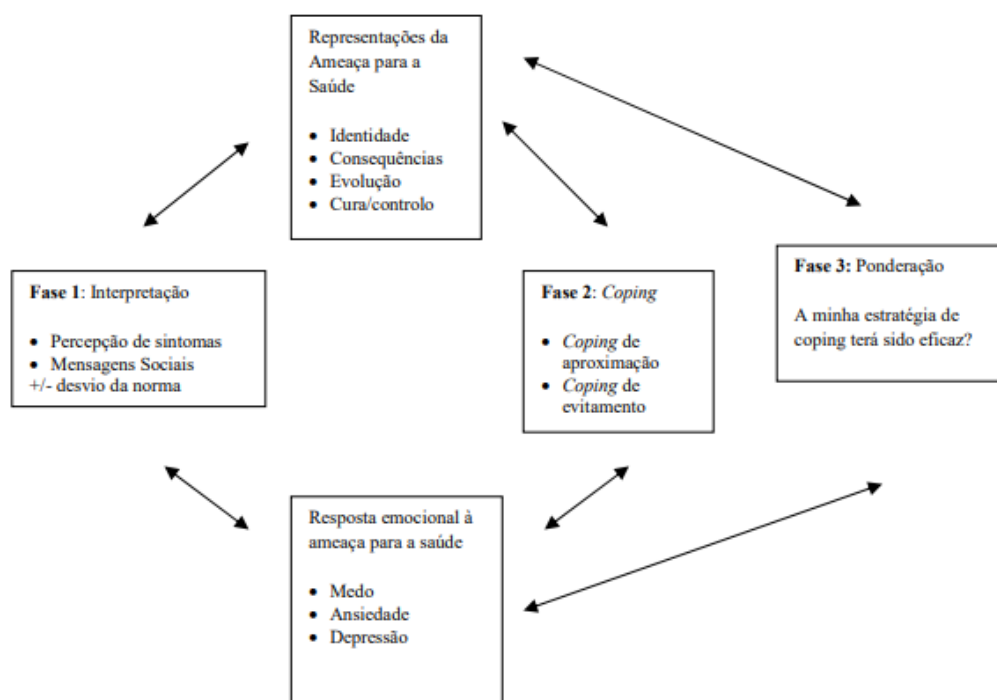 Representações da
Ameaça para a
Saúde
• Identidade
• Consequências
• Evolução
• Cura/controlo
Fase 1: Interpretação
• Percepção de sintomas
• Mensagens Sociais
+/- desvio da norma
Fase 2: Coping
• Coping de
aproximação
• Coping de
evitamento
Fase 3: Ponderação
A minha estratégia de
coping terá sido eficaz?
Resposta emocional à
ameaça para a saúde
• Medo
• Ansiedade
• Depressão